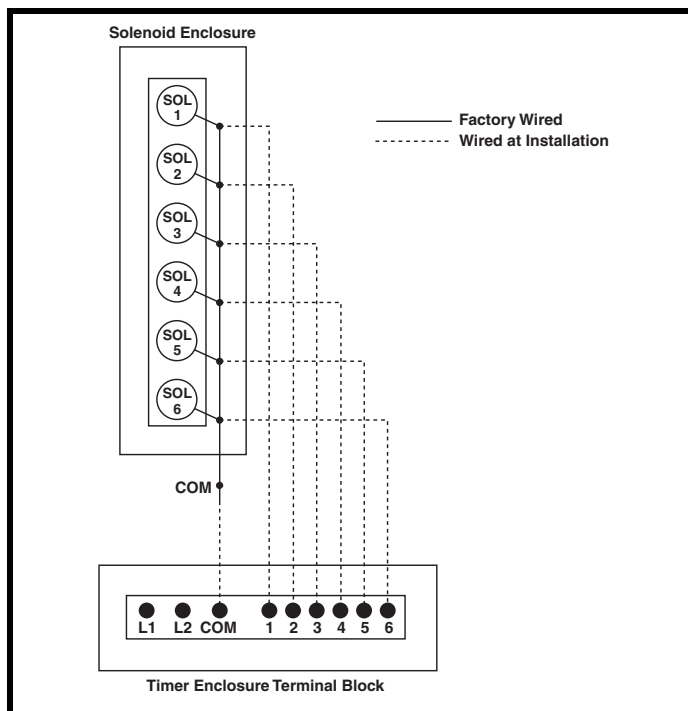 Solenoid Enclosure
SOL
1
SOL
2
SOL
3
SOL
4
SOL
5
SOL
6
Factory Wired
Wired at Installation
COM
L1 L2 COM 1 2 3 4 5 6
Timer Enclosure Terminal Block